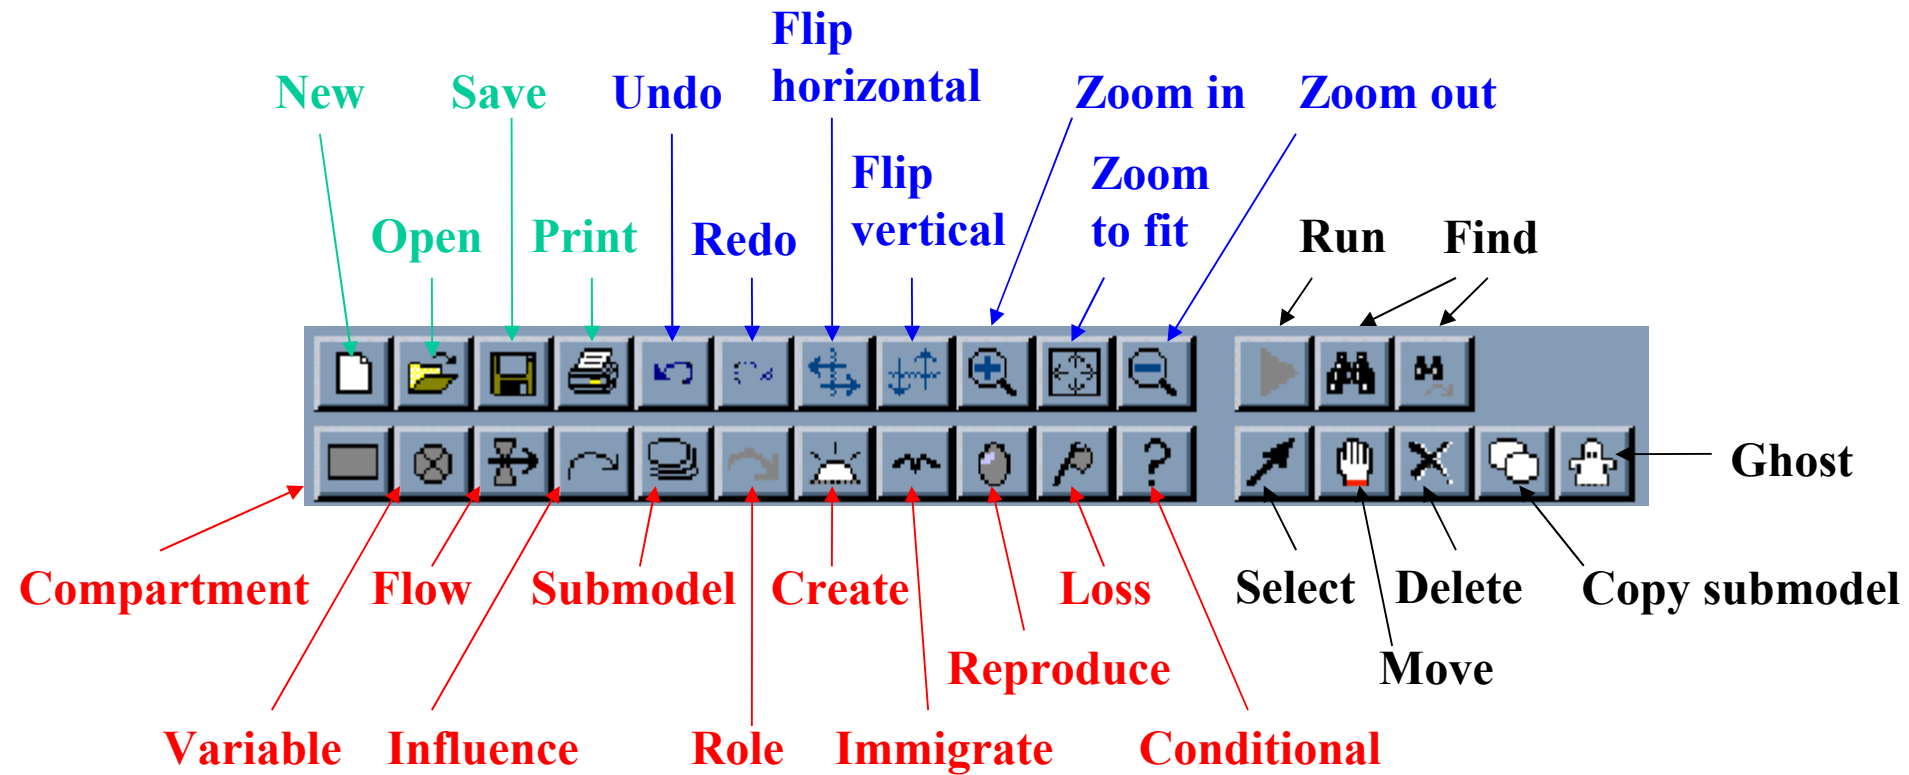 Flip
horizontal
New
Save
Undo
Zoom in
Zoom out
Flip
vertical
Zoom
to fit
Open
Print
Redo
Run
Find
?
Ghost
Compartment
Flow
Submodel
Create
Loss
Select
Delete
Copy submodel
Reproduce
Move
Variable
Influence
Role
Immigrate
Conditional